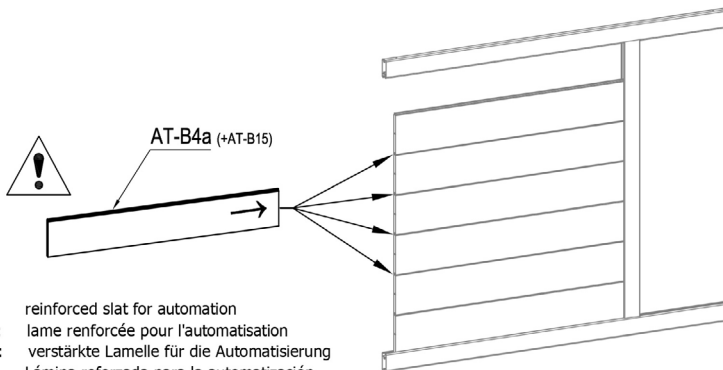 AT-B4a (+AT-B15)
reinforced slat for automation
: lame renforcée pour l'automatisation
: verstärkte Lamelle für die Automatisierung
Lámina reforzada para la automatización